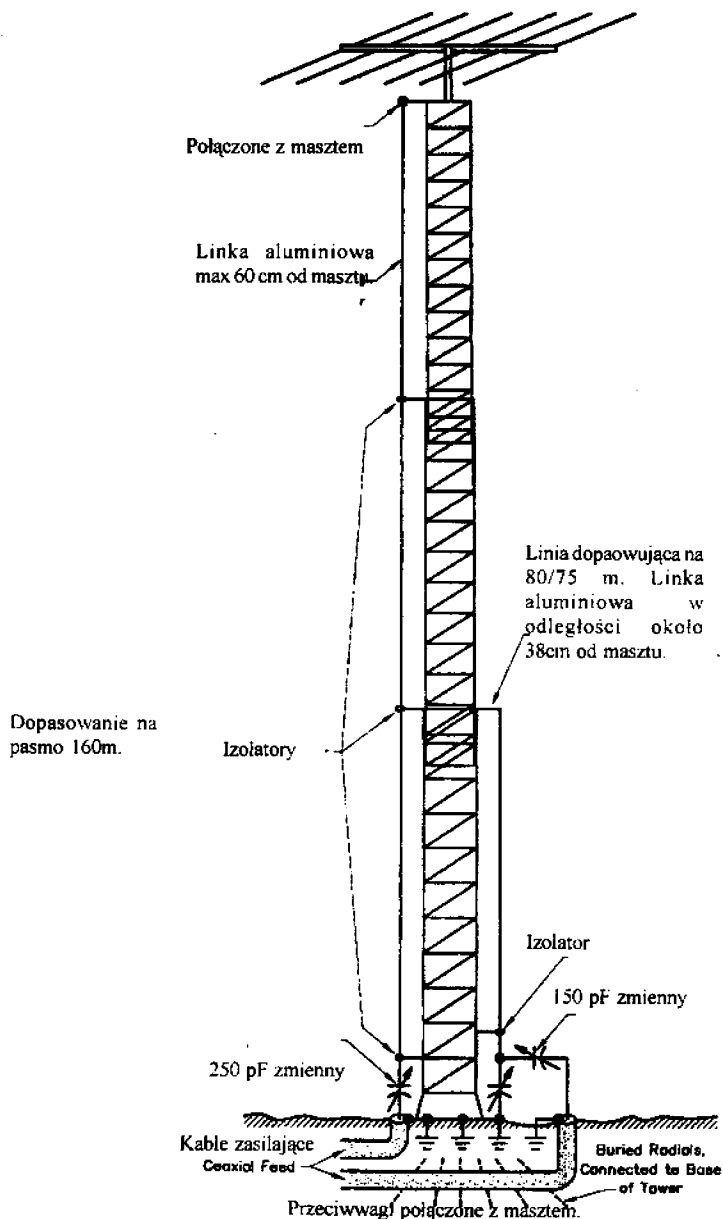 Połączone z masztem
Linka aluminiowa
max 60 cm od masztu.
Linia dopaowująca na
80/75 m. Linka
aluminiowa w
odległości około
38cm od masztu.
Dopasowanie na
pasmo 160m.
Izolatory
Izolator
150 pF zmienny
250 pF zmienny
Kable zasilające
Coaxial Feed
Buried Radials,
Connected to Base
of Tower
Przeciwwagi połączone z masztem.